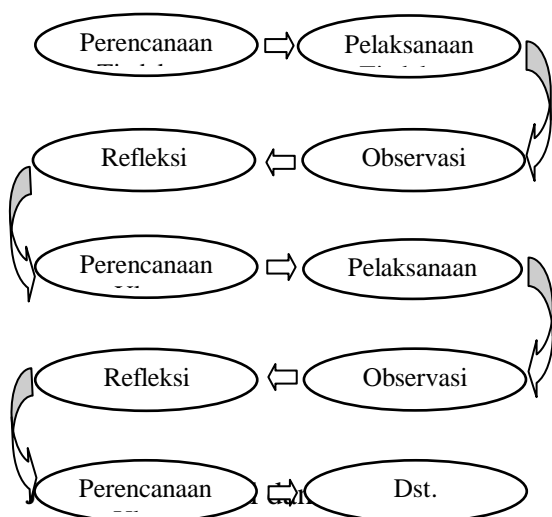 Perencanaan
Pelaksanaan
Refleksi
Observasi
Perencanaan
Pelaksanaan
Refleksi
Observasi
Perencanaan
Dst.